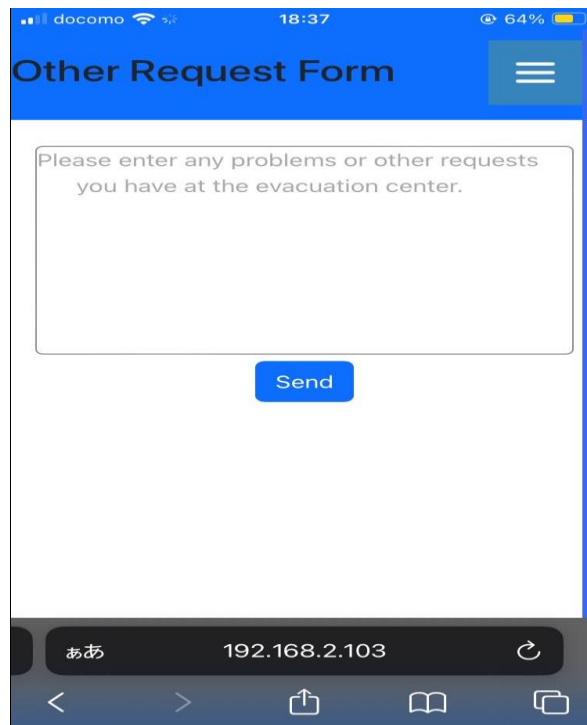 docomo 18:37 64%
Other Request Form
Please enter any problems or other requests
you have at the evacuation center.
Send
ぁあ 192.168.2.103